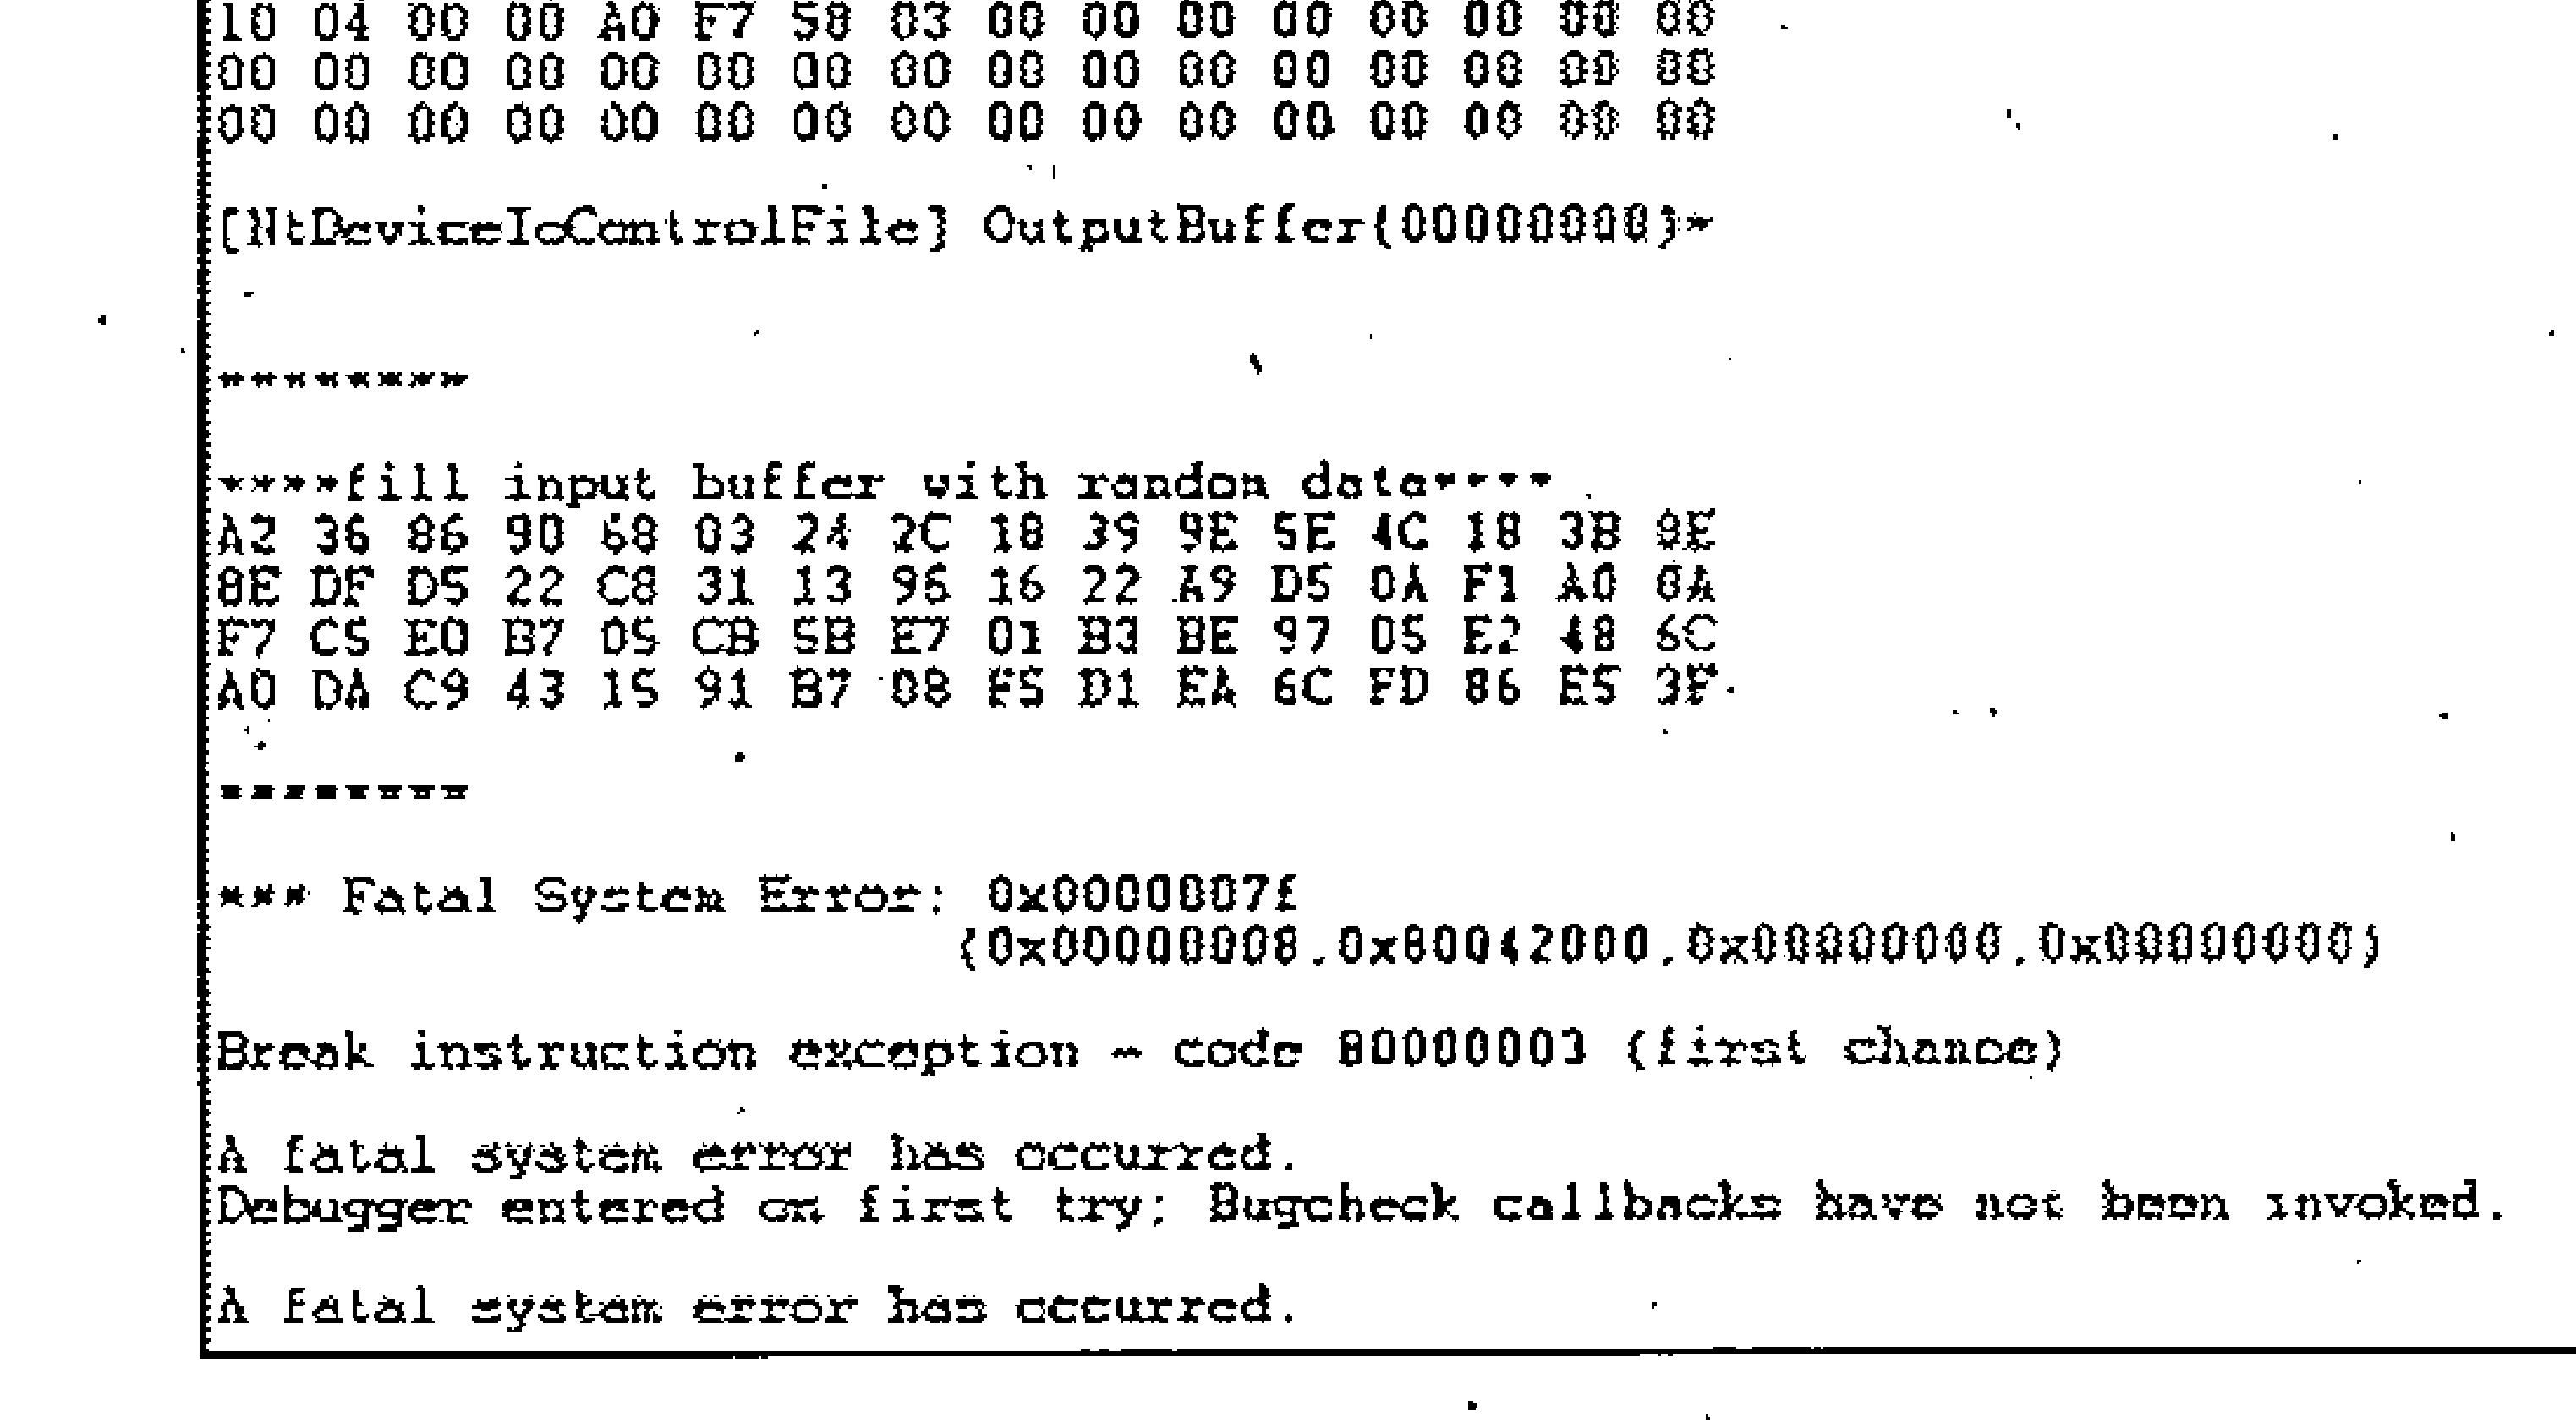 10 04 00 00 A0 F7 58 03 00 00 00 00 00 00 00 00
00 00 00 00 00 00 00 00 00 00 00 00 00 00 00 00
00 00 00 00 00 00 00 00 00 00 00 00 00 00 00 00
[NtDeviceIoControlFile] OutputBuffer(00000000)*
********
****fill input buffer with random data****
A2 36 86 90 68 03 24 2C 18 39 9E 5E 4C 18 3B 8E
8E DF D5 22 C8 31 13 96 16 22 A9 D5 0A F1 A0 0A
F7 C5 E0 B7 05 CB 5B E7 01 B3 BE 97 05 E2 48 6C
A0 DA C9 43 15 91 B7 08 F5 D1 EA 6C FD 86 E5 3F
========
*** Fatal System Error: 0x0000007f
(0x00000008,0x80042000,0x00000000,0x00000000)
Break instruction exception - code 80000003 (first chance)
A fatal system error has occurred.
Debugger entered on first try; Bugcheck callbacks have not been invoked.
A fatal system error has occurred.